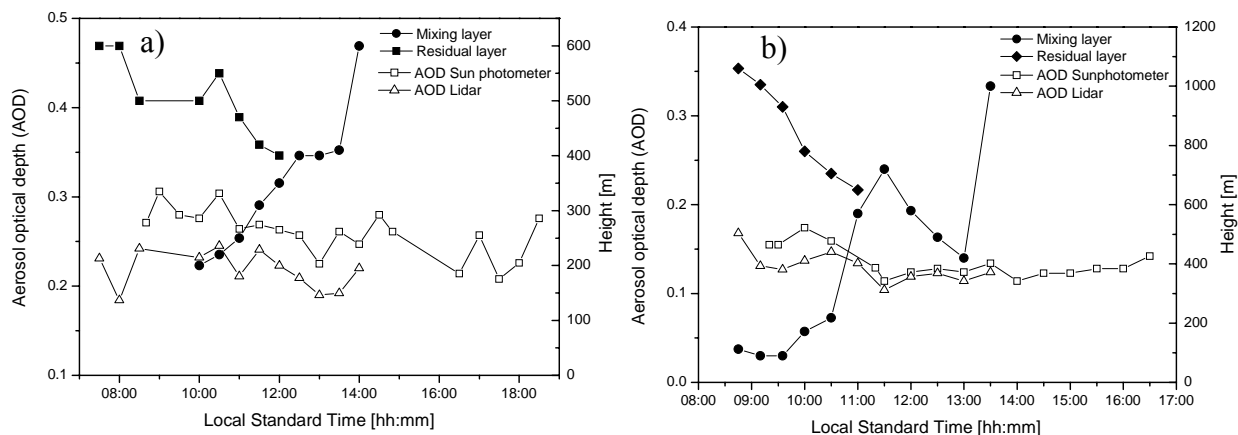 a)
Mixing layer
Residual layer
AOD Sun photometer
AOD Lidar
0.5
0.4
0.3
0.2
0.1
Aerosol optical depth (AOD)
600
500
400
300
200
100
0
Height [m]
08:00 10:00 12:00 14:00 16:00 18:00
Local Standard Time [hh:mm]
b)
Mixing layer
Residual layer
AOD Sunphotometer
AOD Lidar
0.4
0.3
0.2
0.1
0.0
Aerosol optical depth (AOD)
1200
1000
800
600
400
200
0
Height [m]
08:00 09:00 10:00 11:00 12:00 13:00 14:00 15:00 16:00 17:00
Local Standard Time [hh:mm]